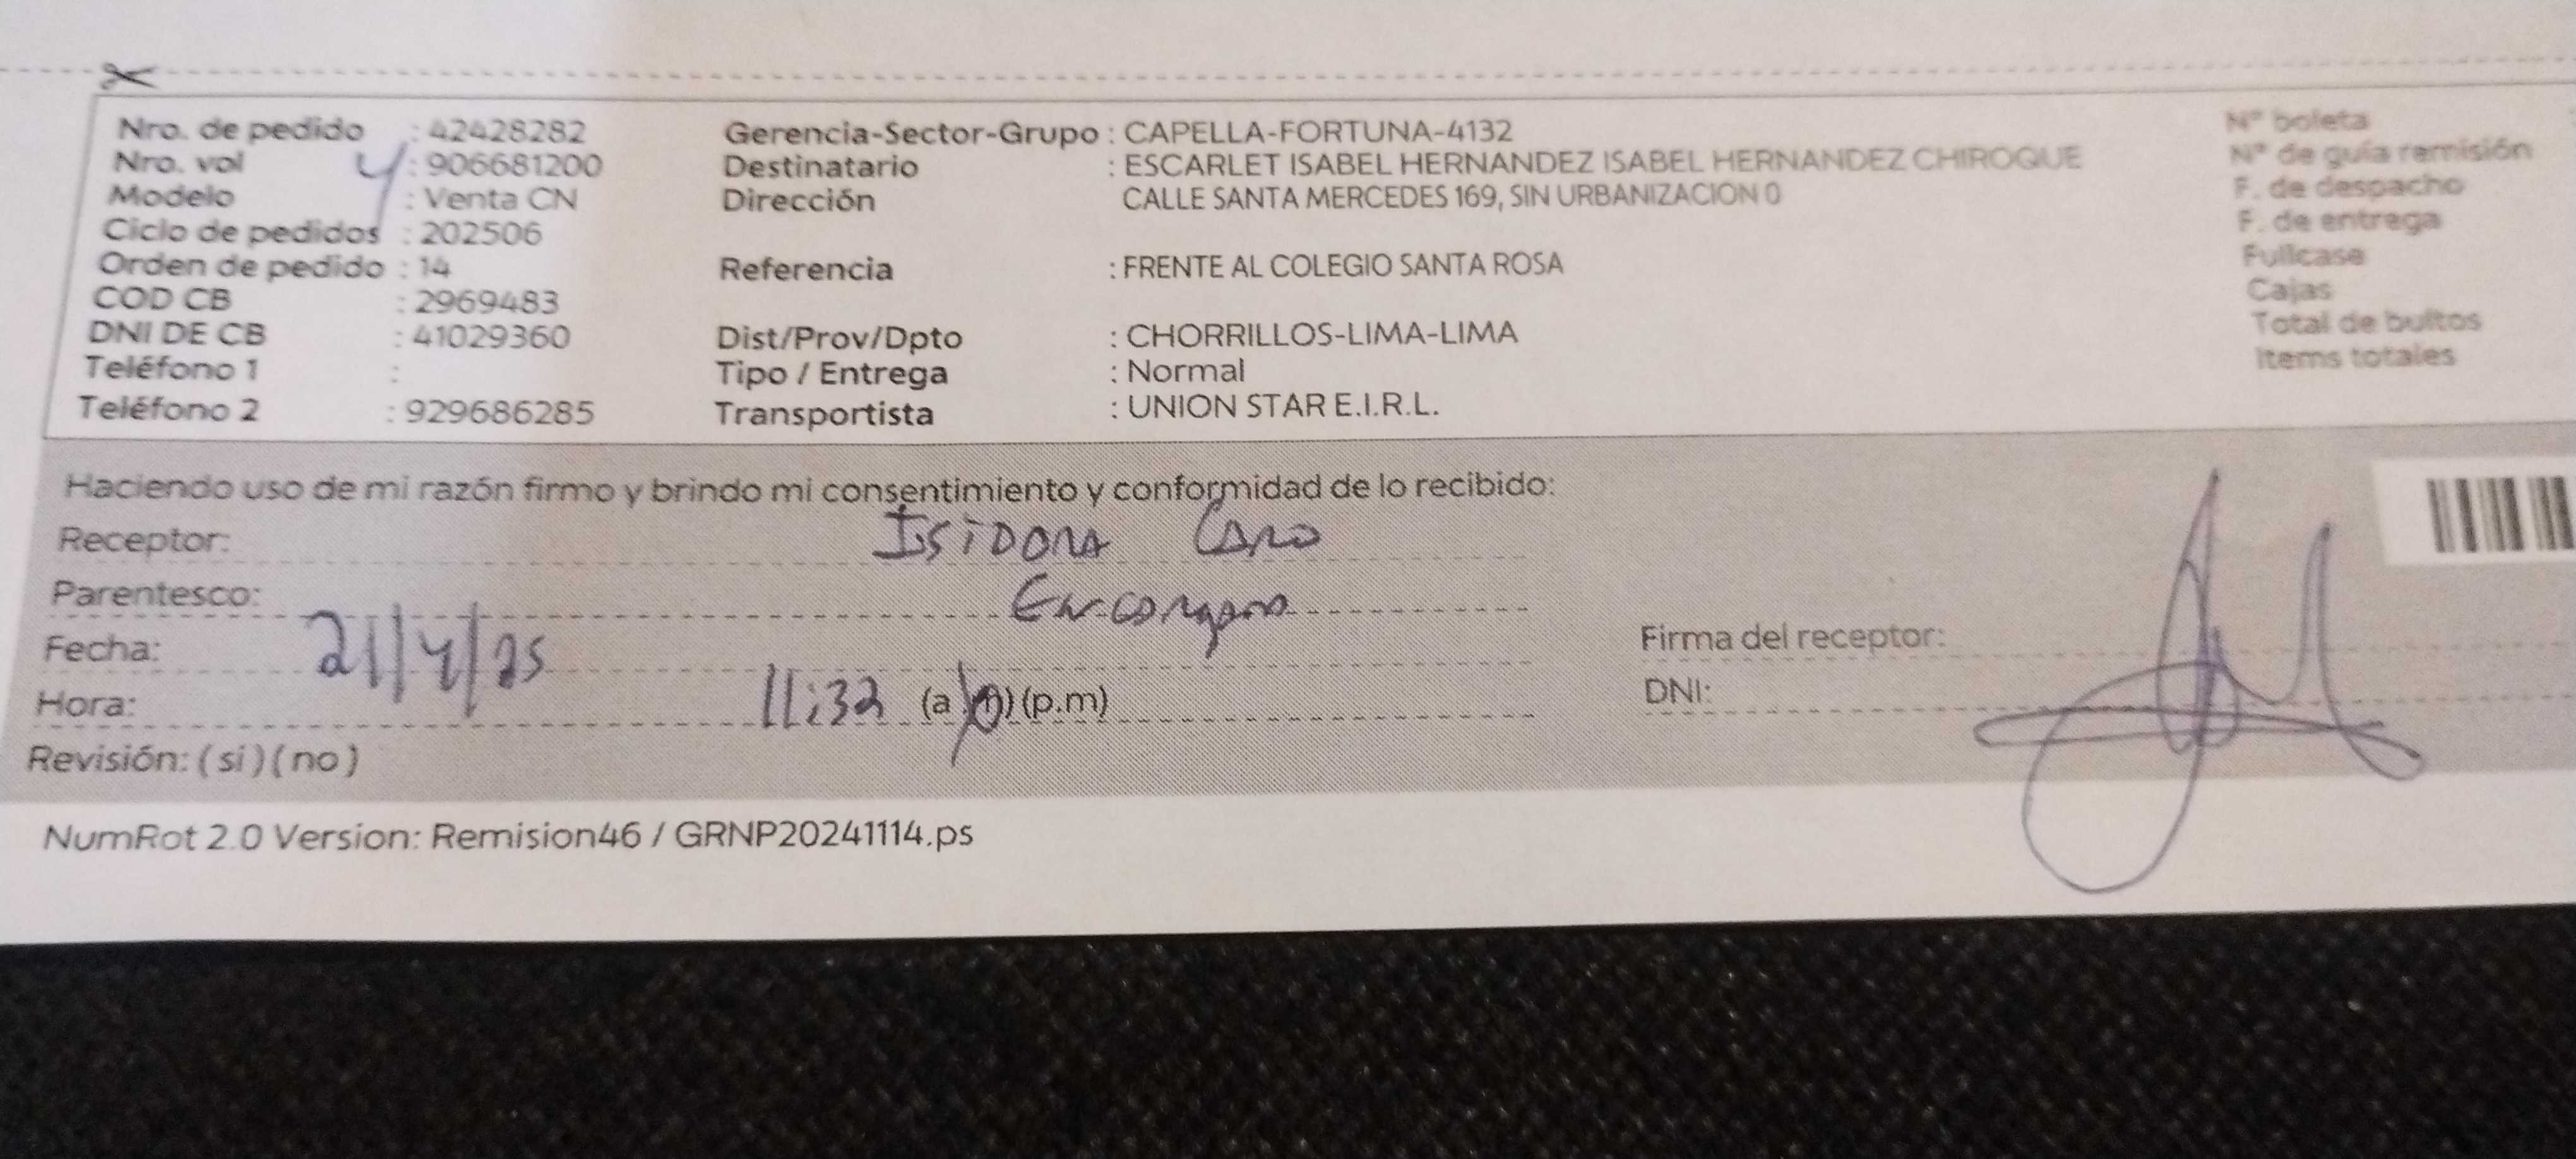 Nro. de pedido : 42428282 Gerencia-Sector-Grupo : CAPELLA-FORTUNA-4132 N° boleta
Nro. vol : 906681200 Destinatario : ESCARLET ISABEL HERNANDEZ ISABEL HERNANDEZ CHIROQUE N° de guía remisión
Modelo : Venta CN Dirección CALLE SANTA MERCEDES 169, SIN URBANIZACION 0 F. de despacho
Ciclo de pedidos : 202506 F. de entrega
Orden de pedido : 14 Referencia : FRENTE AL COLEGIO SANTA ROSA Fullcase
COD CB : 2969483 Cajas
DNI DE CB : 41029360 Dist/Prov/Dpto : CHORRILLOS-LIMA-LIMA Total de bultos
Teléfono 1 : Tipo / Entrega : Normal Items totales
Teléfono 2 : 929686285 Transportista : UNION STAR E.I.R.L.
Haciendo uso de mi razón firmo y brindo mi consentimiento y conformidad de lo recibido:
Receptor: Isidora Caro
Parentesco:
Fecha: 21/4/25 Firma del receptor:
Hora: 11:32 (a.m) (p.m) DNI:
Revisión: ( si ) ( no )
NumRot 2.0 Version: Remision46 / GRNP20241114.ps